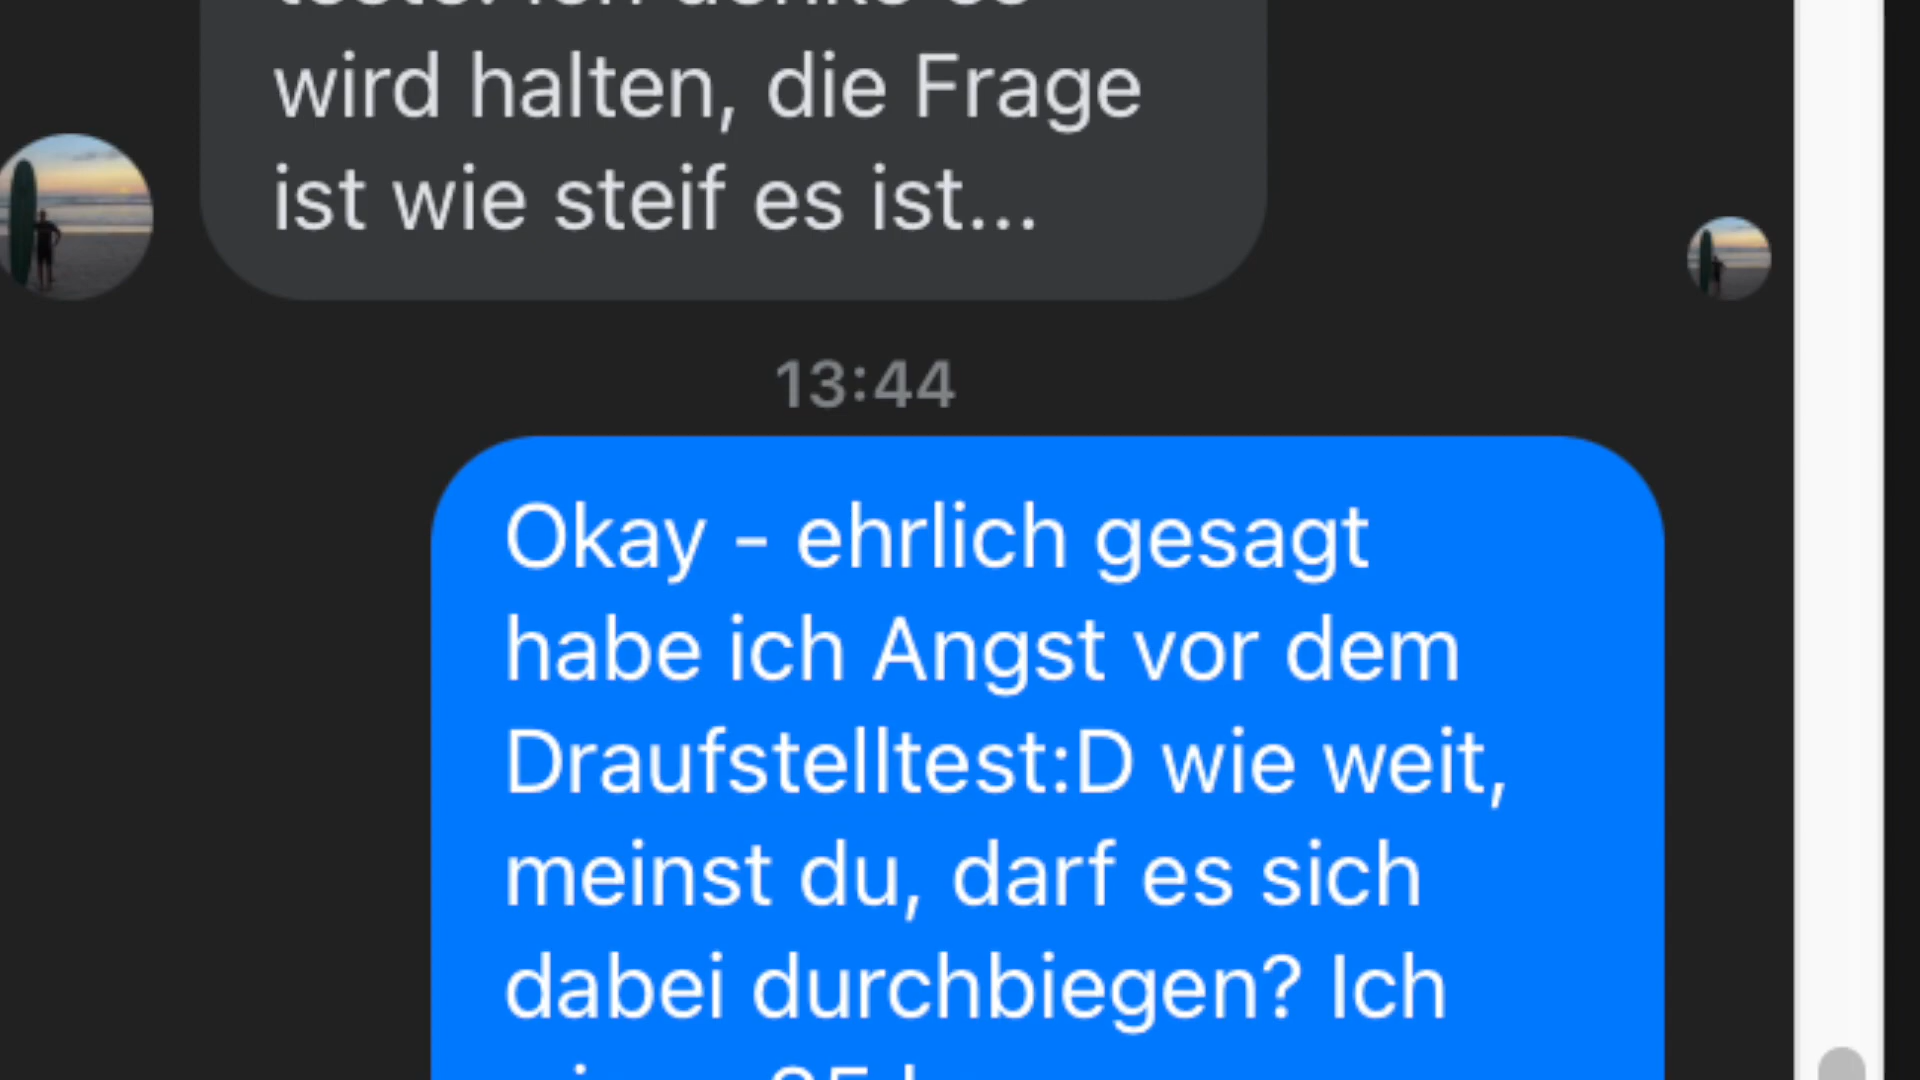 wird halten, die Frage
ist wie steif es ist...
13:44
Okay - ehrlich gesagt
habe ich Angst vor dem
Draufstelltest:D wie weit,
meinst du, darf es sich
dabei durchbiegen? Ich